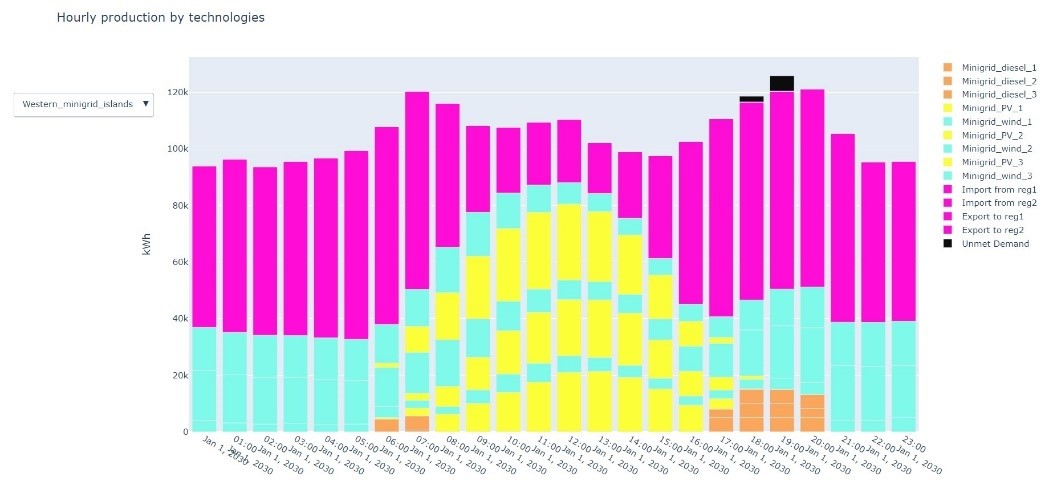 Hourly production by technologies
Western_minigrid_islands ▼
kWh
120k
100k
80k
60k
40k
20k
0
Jan 1, 2030
01:00
Jan 1, 2030
02:00
Jan 1, 2030
03:00
Jan 1, 2030
04:00
Jan 1, 2030
05:00
Jan 1, 2030
06:00
Jan 1, 2030
07:00
Jan 1, 2030
08:00
Jan 1, 2030
09:00
Jan 1, 2030
10:00
Jan 1, 2030
11:00
Jan 1, 2030
12:00
Jan 1, 2030
13:00
Jan 1, 2030
14:00
Jan 1, 2030
15:00
Jan 1, 2030
16:00
Jan 1, 2030
17:00
Jan 1, 2030
18:00
Jan 1, 2030
19:00
Jan 1, 2030
20:00
Jan 1, 2030
21:00
Jan 1, 2030
22:00
Jan 1, 2030
23:00
Jan 1, 2030
Minigrid_diesel_1
Minigrid_diesel_2
Minigrid_diesel_3
Minigrid_PV_1
Minigrid_wind_1
Minigrid_PV_2
Minigrid_wind_2
Minigrid_PV_3
Minigrid_wind_3
Import from reg1
Import from reg2
Export to reg1
Export to reg2
Unmet Demand